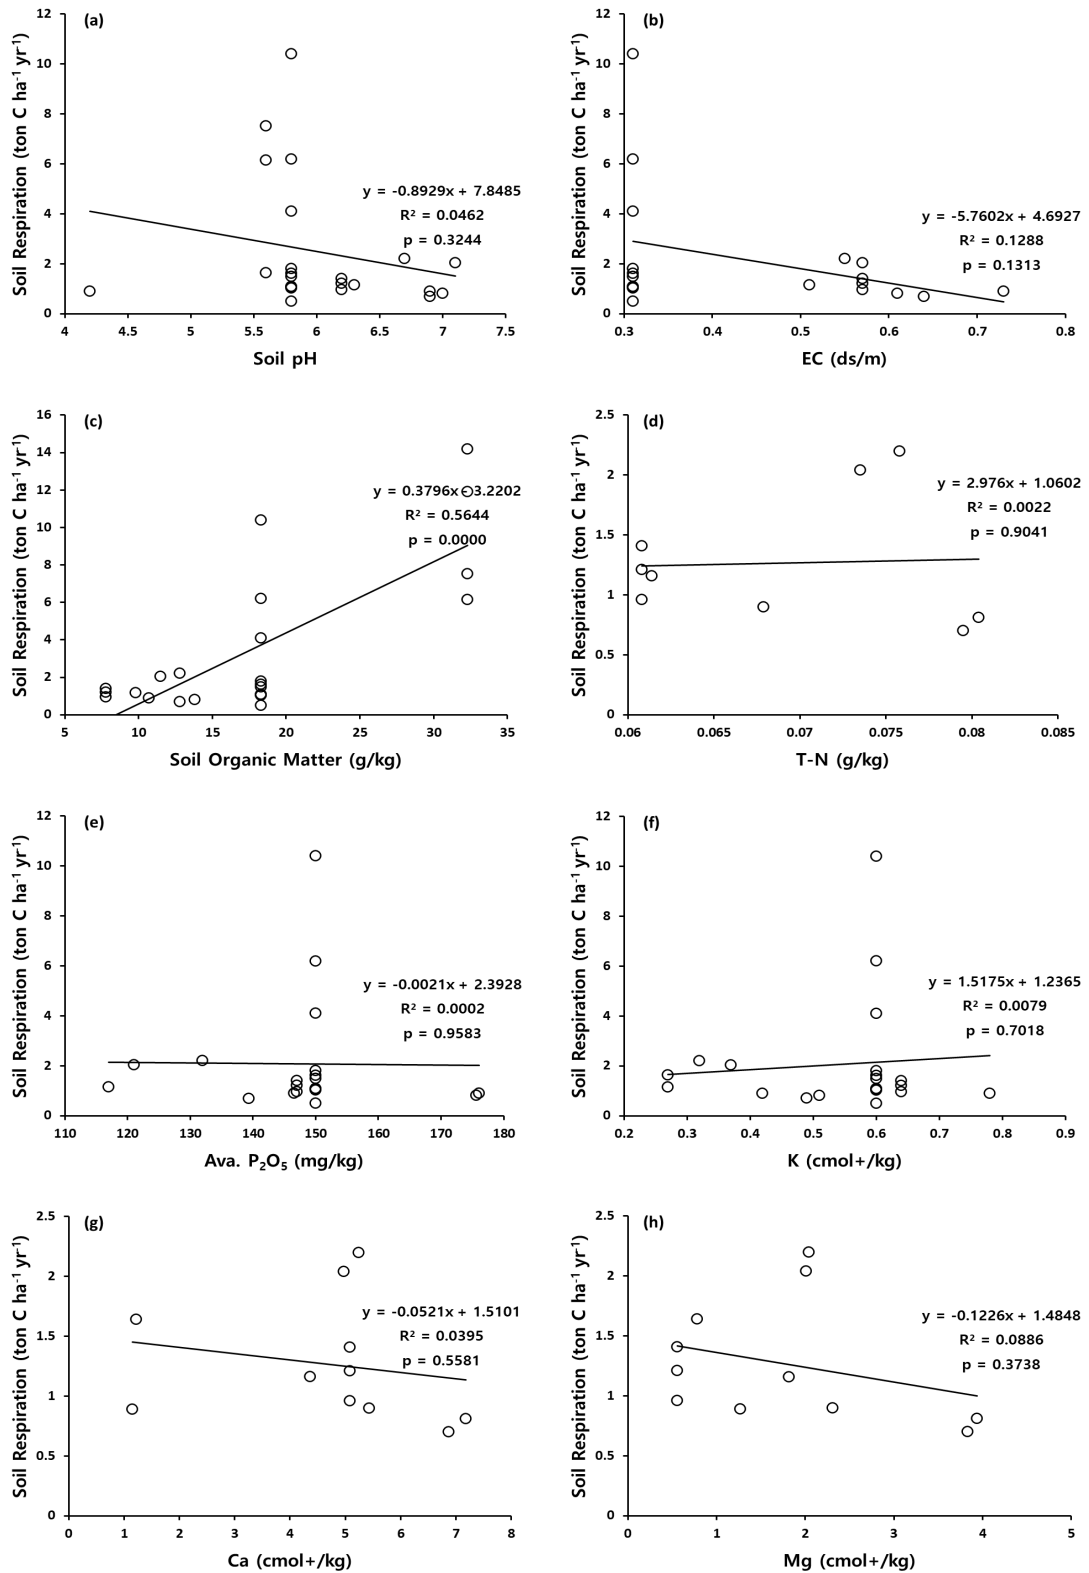 (a)
Soil Respiration (ton C ha⁻¹ yr⁻¹)
12
10
8
6
4
2
0
y = -0.8929x + 7.8485
R² = 0.0462
p = 0.3244
4 4.5 5 5.5 6 6.5 7 7.5
Soil pH
(b)
Soil Respiration (ton C ha⁻¹ yr⁻¹)
12
10
8
6
4
2
0
y = -5.7602x + 4.6927
R² = 0.1288
p = 0.1313
0.3 0.4 0.5 0.6 0.7 0.8
EC (ds/m)
(c)
Soil Respiration (ton C ha⁻¹ yr⁻¹)
16
14
12
10
8
6
4
2
0
y = 0.3796x - 3.2202
R² = 0.5644
p = 0.0000
5 10 15 20 25 30 35
Soil Organic Matter (g/kg)
(d)
Soil Respiration (ton C ha⁻¹ yr⁻¹)
2.5
2
1.5
1
0.5
0
y = 2.976x + 1.0602
R² = 0.0022
p = 0.9041
0.06 0.065 0.07 0.075 0.08 0.085
T-N (g/kg)
(e)
Soil Respiration (ton C ha⁻¹ yr⁻¹)
12
10
8
6
4
2
0
y = -0.0021x + 2.3928
R² = 0.0002
p = 0.9583
110 120 130 140 150 160 170 180
Ava. P₂O₅ (mg/kg)
(f)
Soil Respiration (ton C ha⁻¹ yr⁻¹)
12
10
8
6
4
2
0
y = 1.5175x + 1.2365
R² = 0.0079
p = 0.7018
0.2 0.3 0.4 0.5 0.6 0.7 0.8 0.9
K (cmol+/kg)
(g)
Soil Respiration (ton C ha⁻¹ yr⁻¹)
2.5
2
1.5
1
0.5
0
y = -0.0521x + 1.5101
R² = 0.0395
p = 0.5581
0 1 2 3 4 5 6 7 8
Ca (cmol+/kg)
(h)
Soil Respiration (ton C ha⁻¹ yr⁻¹)
2.5
2
1.5
1
0.5
0
y = -0.1226x + 1.4848
R² = 0.0886
p = 0.3738
0 1 2 3 4 5
Mg (cmol+/kg)